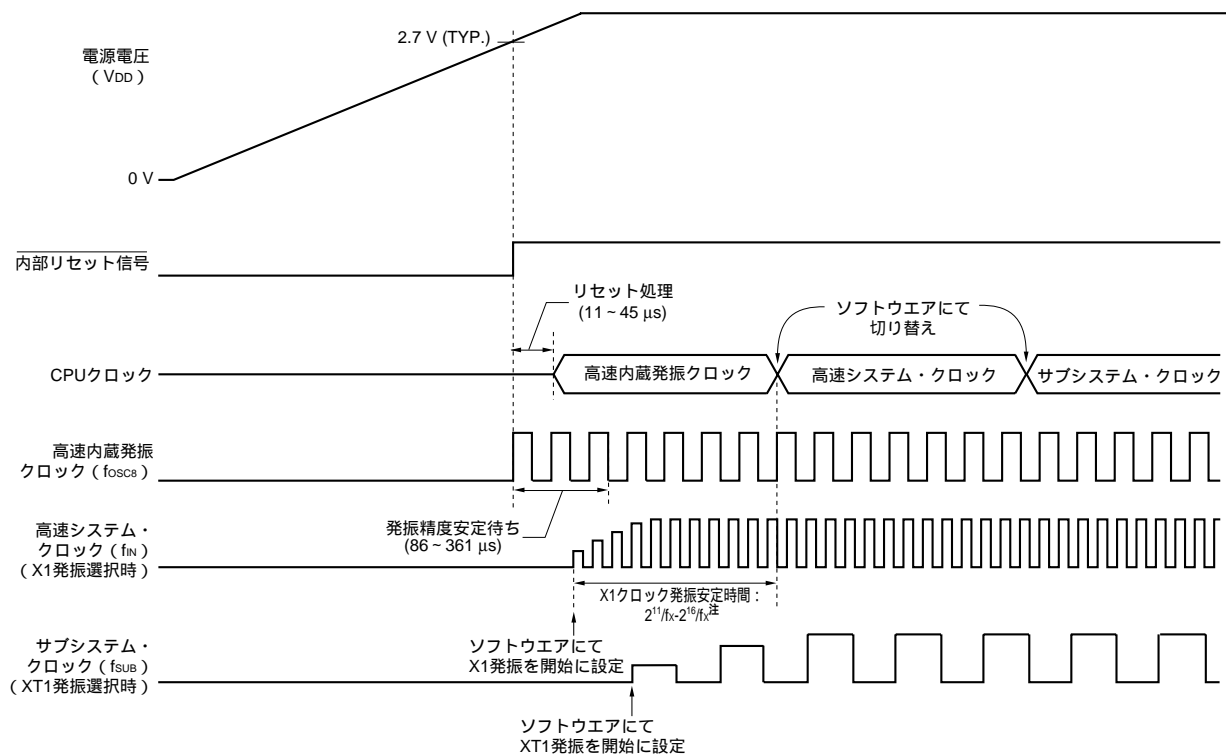 2.7 V (TYP.)
電源電圧
(VDD)
0 V
内部リセット信号
リセット処理
(11~45 μs)
ソフトウエアにて
切り替え
CPUクロック
高速内蔵発振クロック
高速システム・クロック
サブシステム・クロック
高速内蔵発振
クロック(fOSC8)
発振精度安定待ち
(86~361 μs)
高速システム・
クロック(fIN)
(X1発振選択時)
X1クロック発振安定時間:
2¹¹/fX-2¹⁶/fX注
ソフトウエアにて
X1発振を開始に設定
サブシステム・
クロック(fSUB)
(XT1発振選択時)
ソフトウエアにて
XT1発振を開始に設定